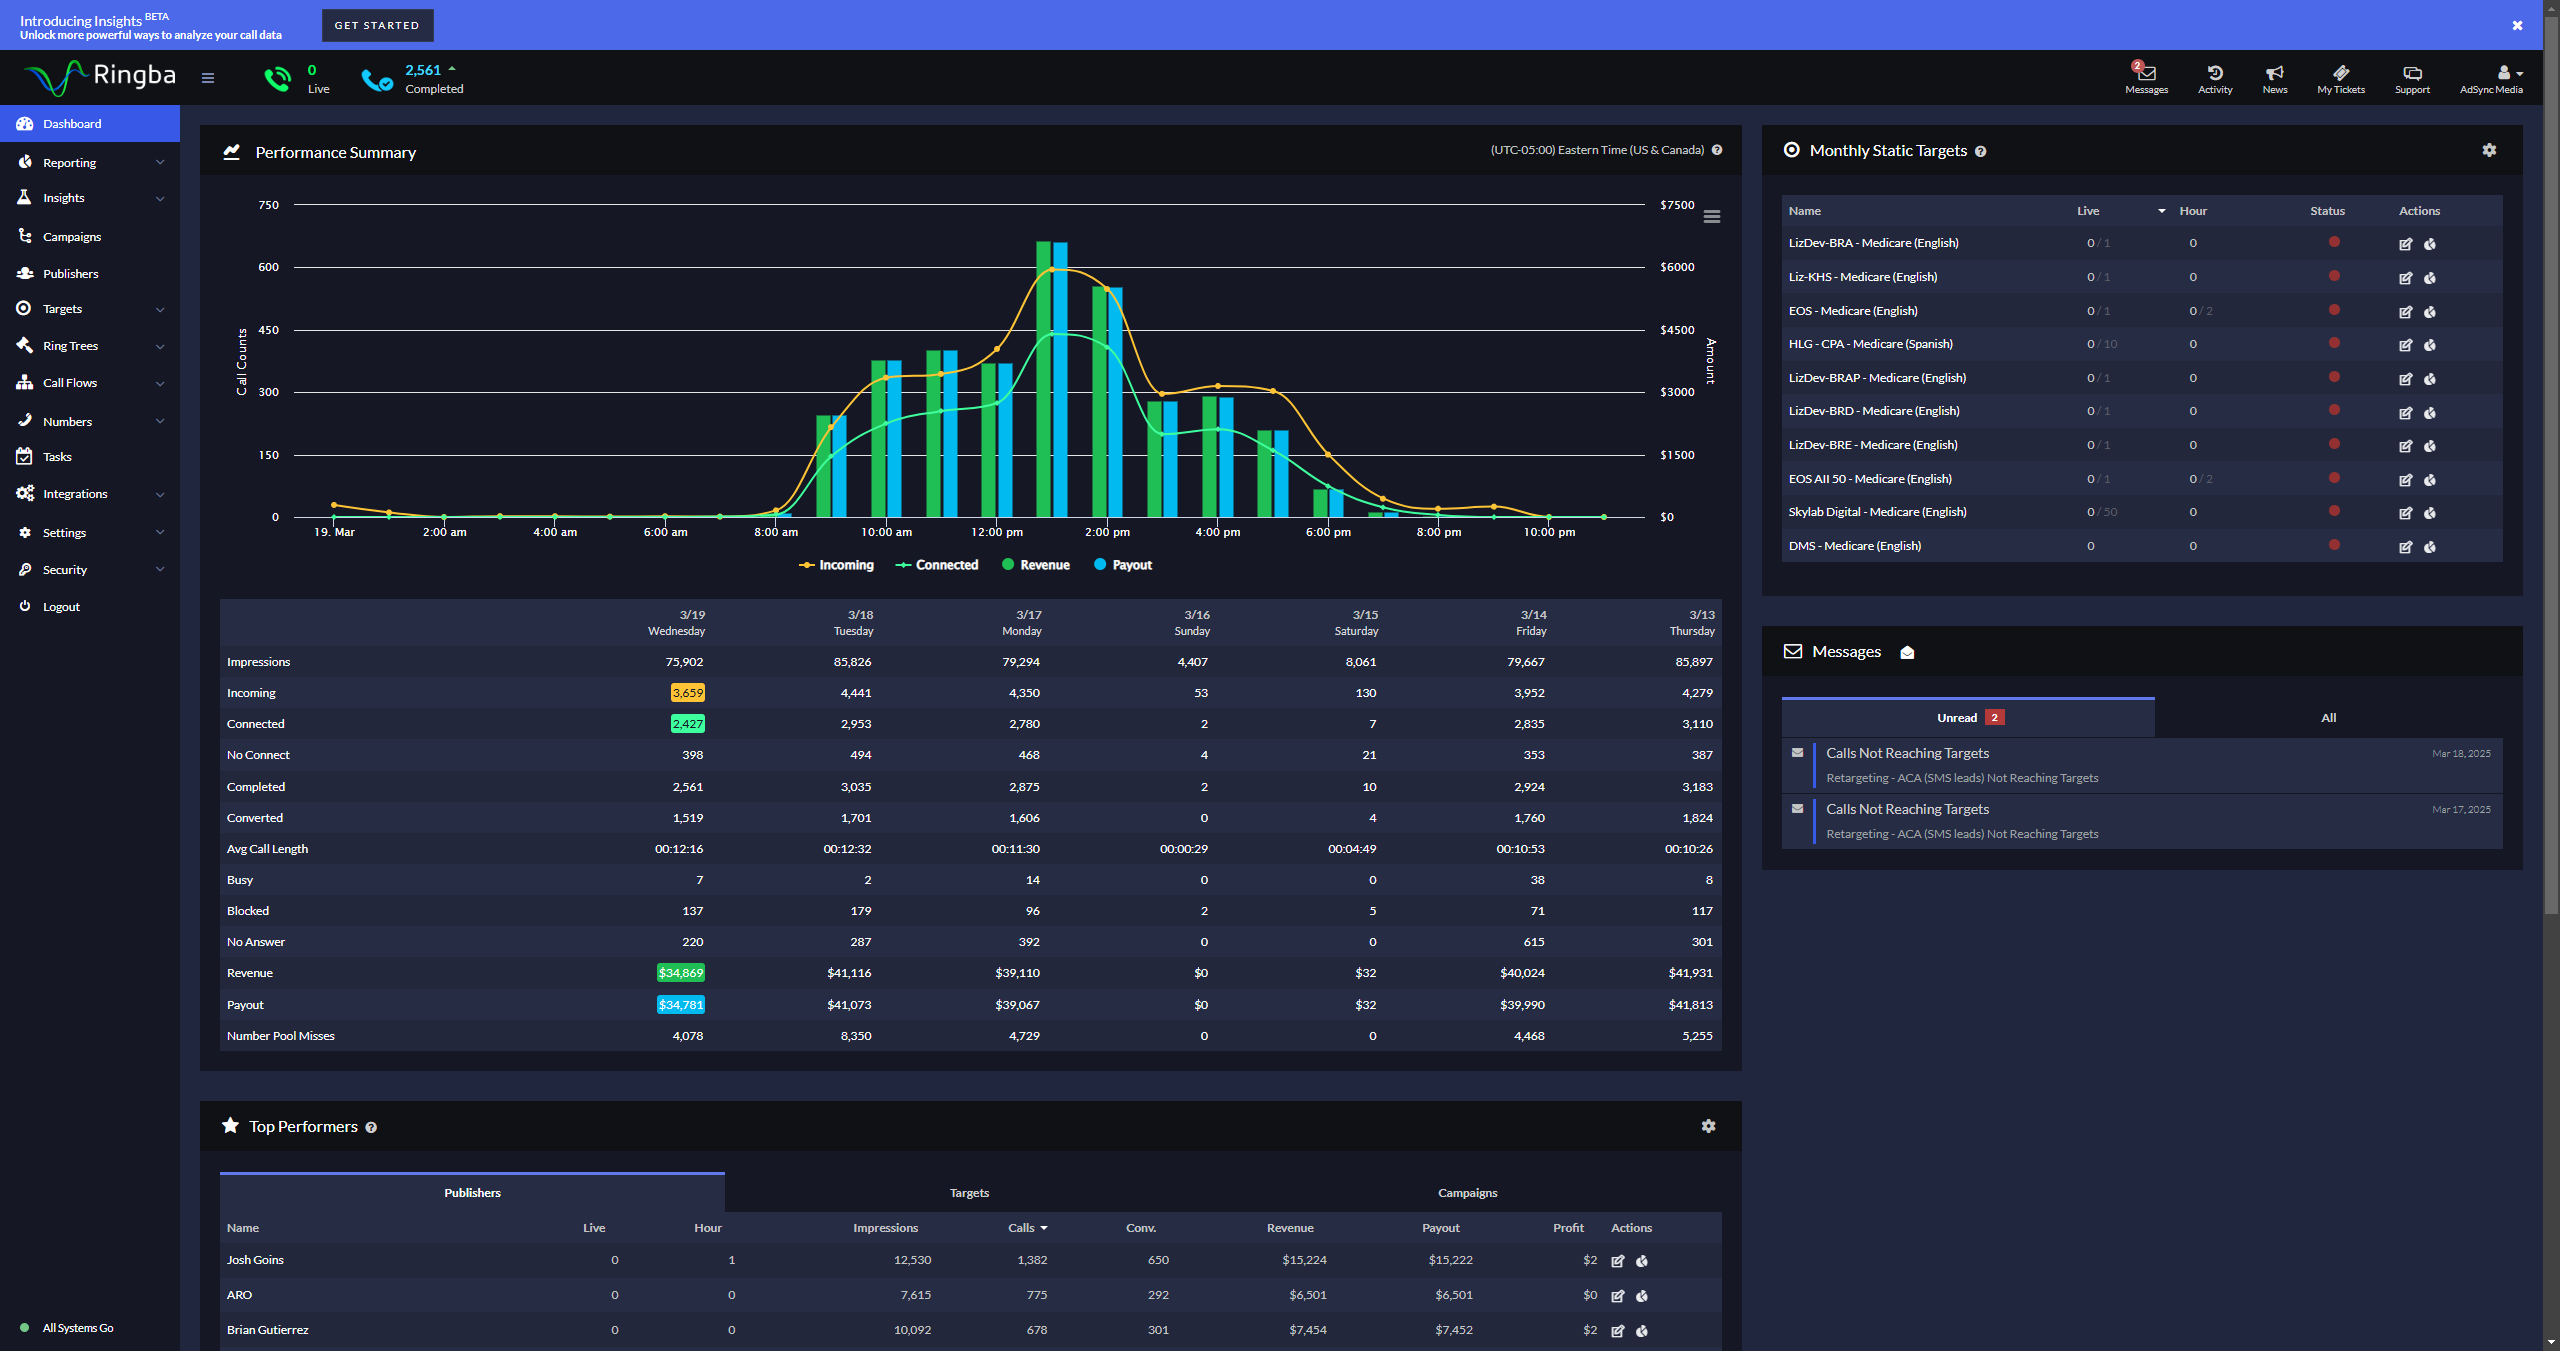 Introducing Insights BETA
Unlock more powerful ways to analyze your call data
GET STARTED
Ringba
0
Live
2,561
Completed
2
Messages
Activity
News
My Tickets
Support
AdSync Media
Dashboard
Reporting
Insights
Campaigns
Publishers
Targets
Ring Trees
Call Flows
Numbers
Tasks
Integrations
Settings
Security
Logout
All Systems Go
Performance Summary
(UTC-05:00) Eastern Time (US & Canada)
750 $7500
600 $6000
450 $4500
300 $3000
150 $1500
0 $0
Call Counts
Amount
19. Mar 2:00 am 4:00 am 6:00 am 8:00 am 10:00 am 12:00 pm 2:00 pm 4:00 pm 6:00 pm 8:00 pm 10:00 pm
Incoming Connected Revenue Payout
3/19 3/18 3/17 3/16 3/15 3/14 3/13
Wednesday Tuesday Monday Sunday Saturday Friday Thursday
Impressions 75,902 85,826 79,294 4,407 8,061 79,667 85,897
Incoming 3,659 4,441 4,350 53 130 3,952 4,279
Connected 2,427 2,953 2,780 2 7 2,835 3,110
No Connect 398 494 468 4 21 353 387
Completed 2,561 3,035 2,875 2 10 2,924 3,183
Converted 1,519 1,701 1,606 0 4 1,760 1,824
Avg Call Length 00:12:16 00:12:32 00:11:30 00:00:29 00:04:49 00:10:53 00:10:26
Busy 7 2 14 0 0 38 8
Blocked 137 179 96 2 5 71 117
No Answer 220 287 392 0 0 615 301
Revenue $34,869 $41,116 $39,110 $0 $32 $40,024 $41,931
Payout $34,781 $41,073 $39,067 $0 $32 $39,990 $41,813
Number Pool Misses 4,078 8,350 4,729 0 0 4,468 5,255
Top Performers
Publishers Targets Campaigns
Name Live Hour Impressions Calls Conv. Revenue Payout Profit Actions
Josh Goins 0 1 12,530 1,382 650 $15,224 $15,222 $2
ARO 0 0 7,615 775 292 $6,501 $6,501 $0
Brian Gutierrez 0 0 10,092 678 301 $7,454 $7,452 $2
Monthly Static Targets
Name Live Hour Status Actions
LizDev-BRA - Medicare (English) 0 / 1 0
Liz-KHS - Medicare (English) 0 / 1 0
EOS - Medicare (English) 0 / 1 0 / 2
HLG - CPA - Medicare (Spanish) 0 / 10 0
LizDev-BRAP - Medicare (English) 0 / 1 0
LizDev-BRD - Medicare (English) 0 / 1 0
LizDev-BRE - Medicare (English) 0 / 1 0
EOS AII 50 - Medicare (English) 0 / 1 0 / 2
Skylab Digital - Medicare (English) 0 / 50 0
DMS - Medicare (English) 0 0
Messages
Unread 2 All
Calls Not Reaching Targets Mar 18, 2025
Retargeting - ACA (SMS leads) Not Reaching Targets
Calls Not Reaching Targets Mar 17, 2025
Retargeting - ACA (SMS leads) Not Reaching Targets